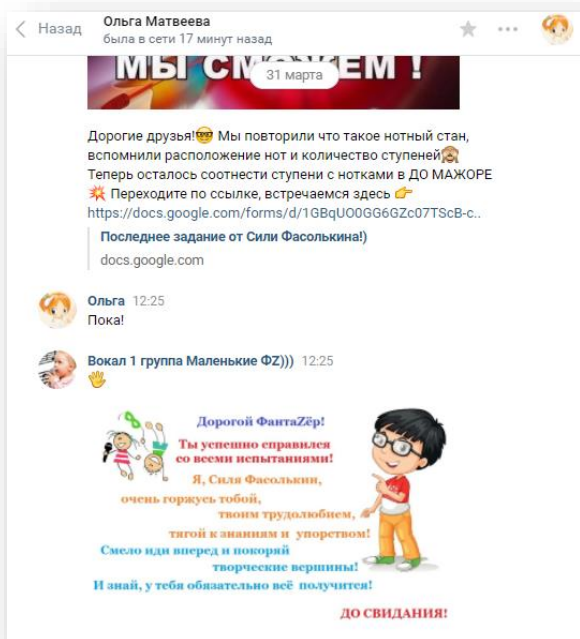 Назад
Ольга Матвеева
была в сети 17 минут назад
МЫ СМОЖЕМ !
31 марта
Дорогие друзья!🤓 Мы повторили что такое нотный стан,
вспомнили расположение нот и количество ступеней🙈
Теперь осталось соотнести ступени с нотками в ДО МАЖОРЕ
💥 Переходите по ссылке, встречаемся здесь 👉
https://docs.google.com/forms/d/1GBqUO0GG6GZc07TScB-c..
Последнее задание от Сили Фасолькина!)
docs.google.com
Ольга 12:25
Пока!
Вокал 1 группа Маленькие ФZ))) 12:25
👋
Дорогой ФантаZёр!
Ты успешно справился
со всеми испытаниями!
Я, Силя Фасолькин,
очень горжусь тобой,
твоим трудолюбием,
тягой к знаниям и упорством!
Смело иди вперед и покоряй
творческие вершины!
И знай, у тебя обязательно всё получится!
ДО СВИДАНИЯ!